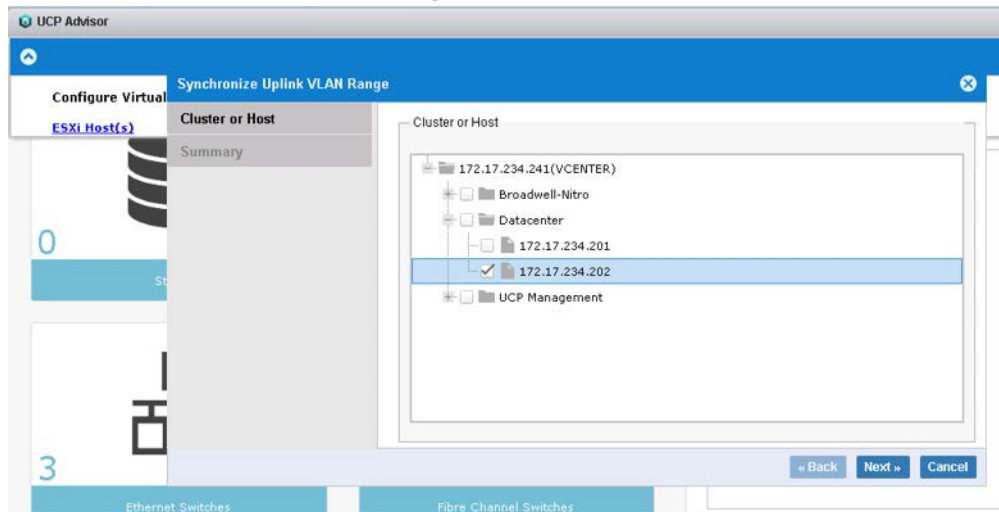 UCP Advisor
Synchronize Uplink VLAN Range
Configure Virtual
ESXi Host(s)
Cluster or Host
Summary
Cluster or Host
172.17.234.241(VCENTER)
Broadwell-Nitro
Datacenter
172.17.234.201
172.17.234.202
UCP Management
0
St
3
« Back
Next »
Cancel
Ethernet Switches
Fibre Channel Switches